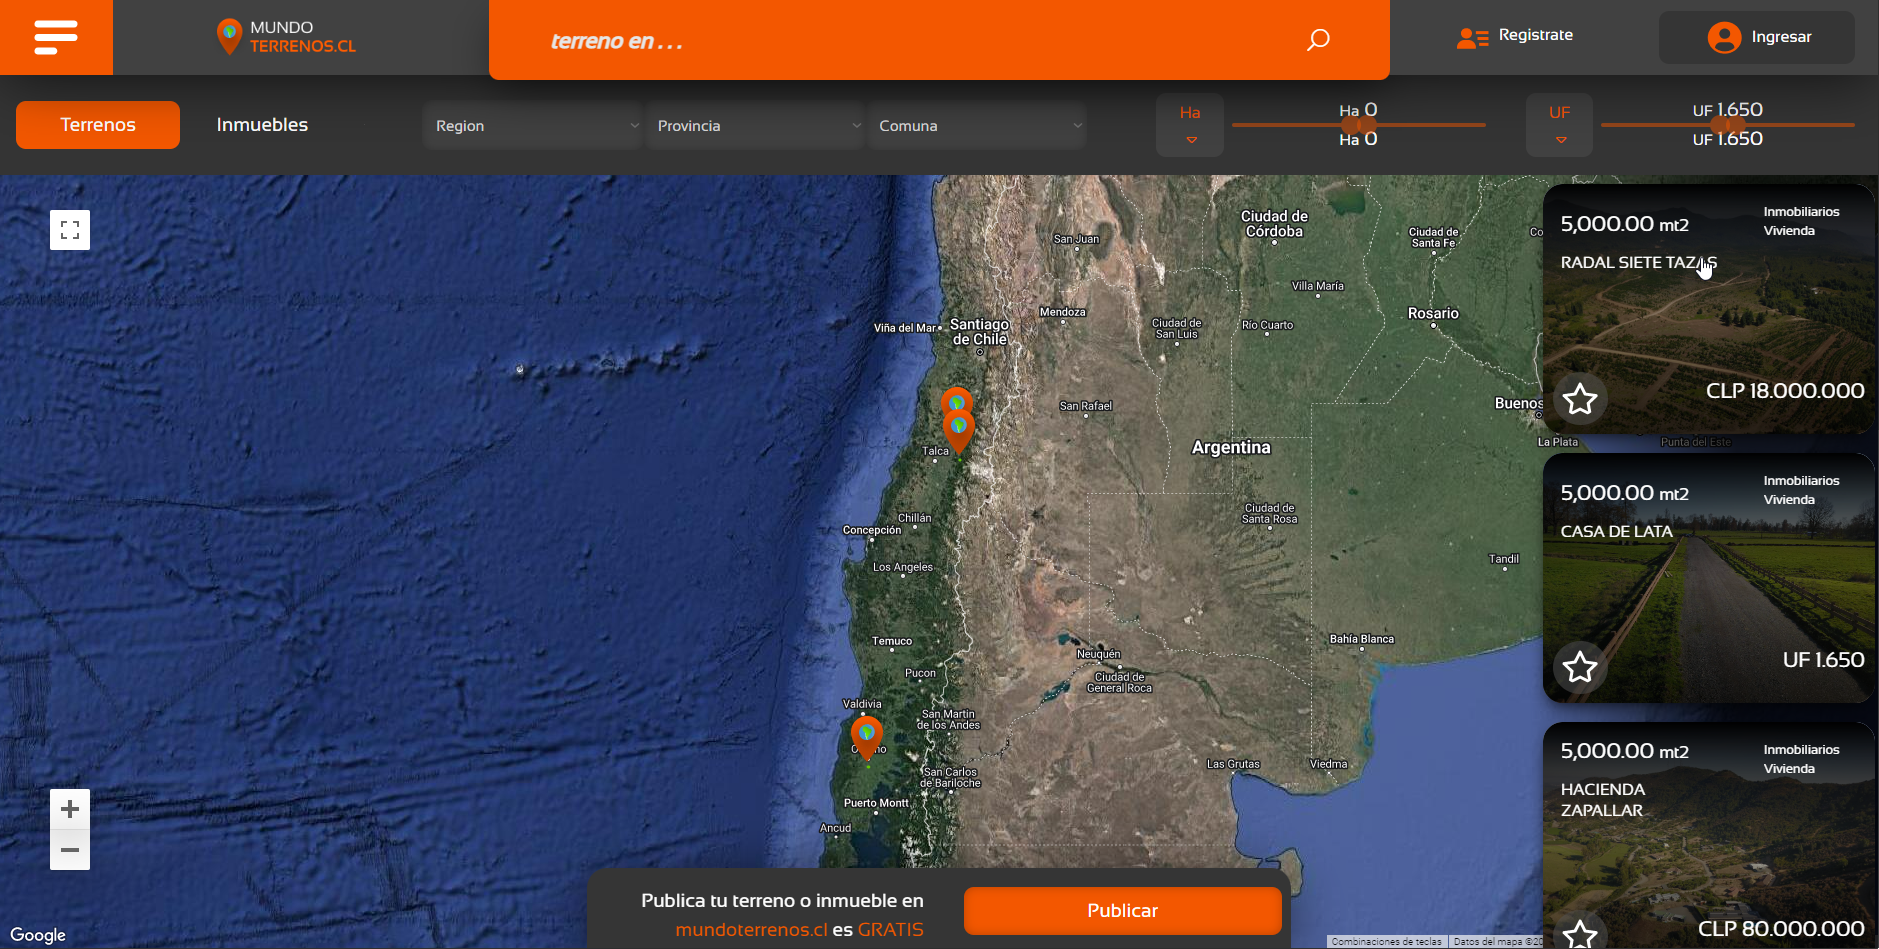 MUNDO
TERRENOS.CL
terreno en . . .
Registrate
Ingresar
Terrenos
Inmuebles
Region
Provincia
Comuna
Ha
Ha 0
Ha 0
UF
UF 1.650
UF 1.650
Ciudad de
Córdoba
San Juan
Ciudad de
Santa Fe
Villa María
Mendoza
Rosario
Viña del Mar
Santiago
de Chile
Ciudad de
San Luis
Río Cuarto
San Rafael
Buenos
La Plata
Punta del Este
Argentina
Talca
Chillán
Concepción
Ciudad de
Santa Rosa
Los Angeles
Tandil
Temuco
Bahía Blanca
Neuquén
Pucon
Ciudad de
General Roca
Valdivia
San Martin
de los Andes
San Carlos
de Bariloche
Las Grutas
Viedma
Puerto Montt
Ancud
5,000.00 mt2
Inmobiliarios
Vivienda
RADAL SIETE TAZAS
CLP 18.000.000
5,000.00 mt2
Inmobiliarios
Vivienda
CASA DE LATA
UF 1.650
5,000.00 mt2
Inmobiliarios
Vivienda
HACIENDA
ZAPALLAR
CLP 80.000.000
Publica tu terreno o inmueble en
mundoterrenos.cl es GRATIS
Publicar
Google
Combinaciones de teclas
Datos del mapa ©20